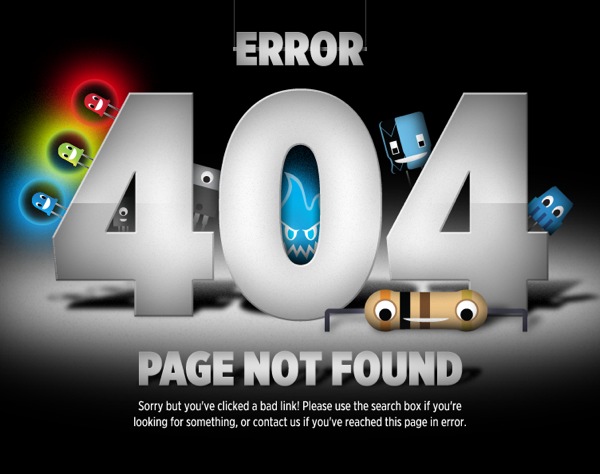 ERROR
404
PAGE NOT FOUND
Sorry but you've clicked a bad link! Please use the search box if you're
looking for something, or contact us if you've reached this page in error.